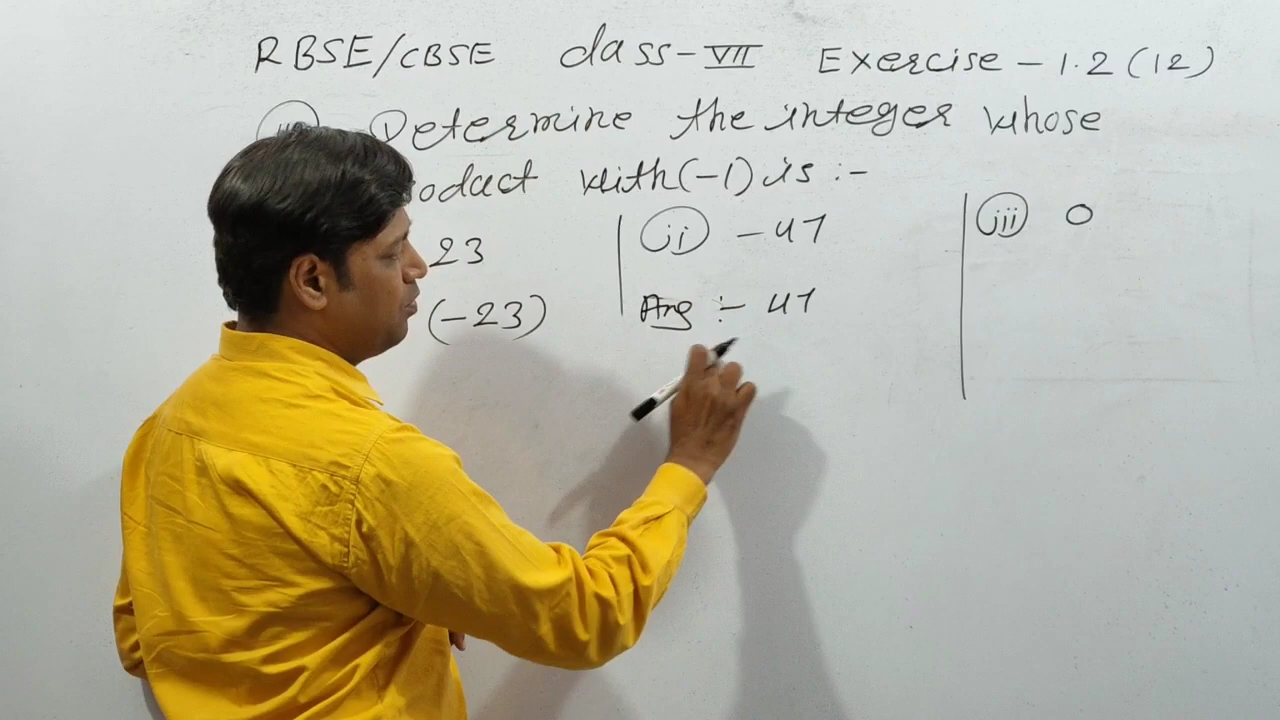 RBSE/CBSE class-VII Exercise-1.2(12)
Determine the integer whose
oduct with(-1) is :-
23 (ii) -47 (iii) 0
(-23) Ans :- 47